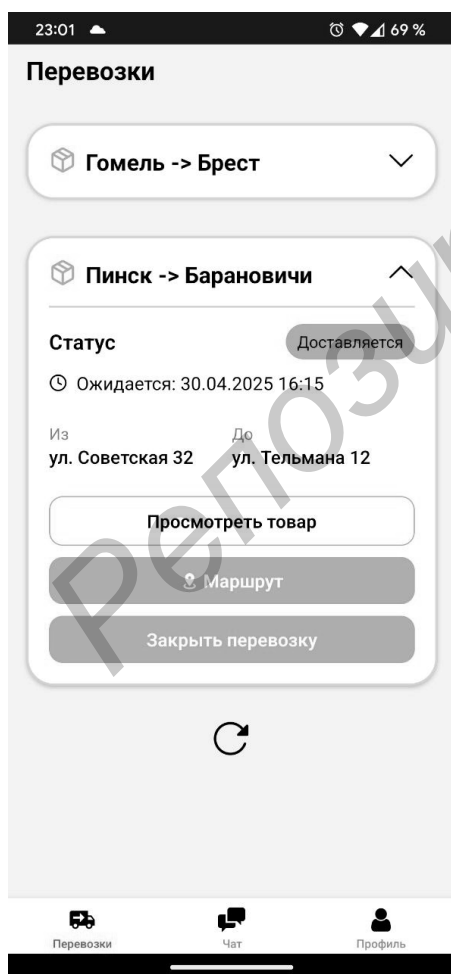 23:01 69 %
Перевозки
Гомель -> Брест
Пинск -> Барановичи
Статус Доставляется
Ожидается: 30.04.2025 16:15
Из До
ул. Советская 32 ул. Тельмана 12
Просмотреть товар
Маршрут
Закрыть перевозку
Перевозки Чат Профиль